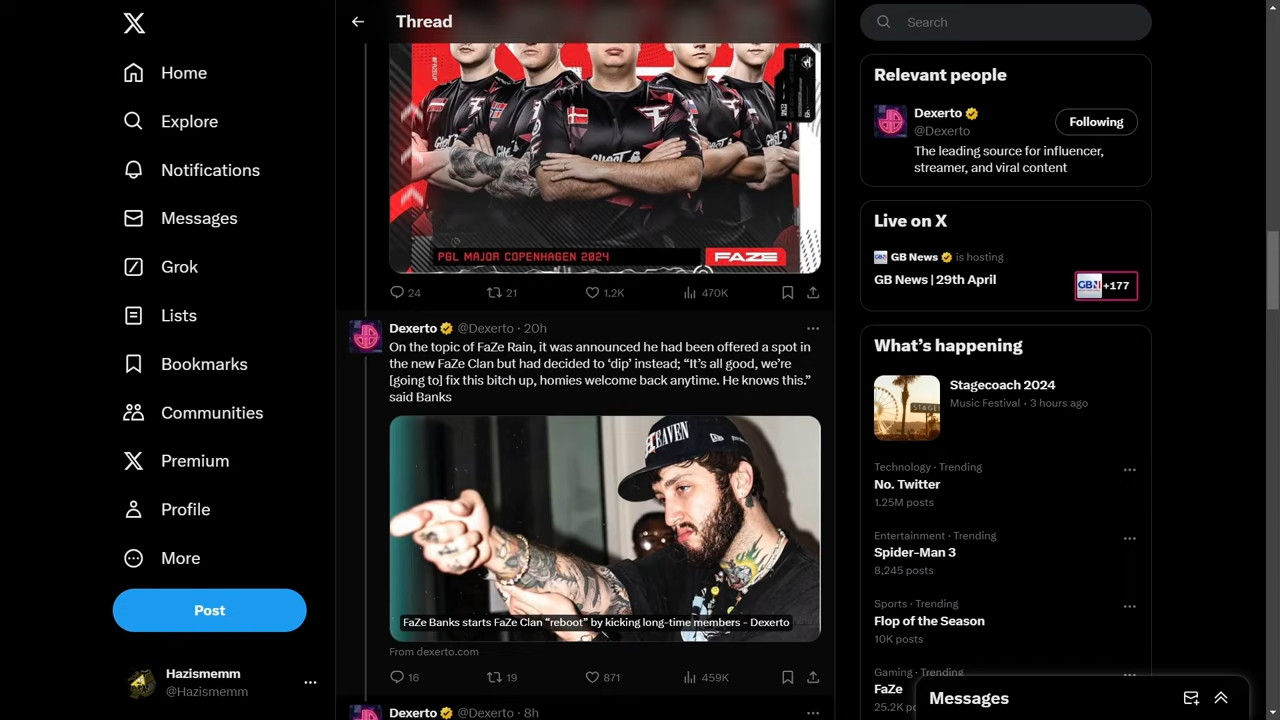 Home
Explore
Notifications
Messages
Grok
Lists
Bookmarks
Communities
Premium
Profile
More
Post
Hazismemm
@Hazismemm
Thread
PGL MAJOR COPENHAGEN 2024
FAZE
24
21
1.2K
470K
Dexerto @Dexerto · 20h
On the topic of FaZe Rain, it was announced he had been offered a spot in
the new FaZe Clan but had decided to ‘dip’ instead; “It’s all good, we’re
[going to] fix this bitch up, homies welcome back anytime. He knows this.”
said Banks
HEAVEN
FaZe Banks starts FaZe Clan “reboot” by kicking long-time members - Dexerto
From dexerto.com
16
19
871
459K
Dexerto @Dexerto · 8h
Search
Relevant people
Dexerto
@Dexerto
Following
The leading source for influencer,
streamer, and viral content
Live on X
GB News is hosting
GB News | 29th April
GBN +177
What’s happening
Stagecoach 2024
Music Festival · 3 hours ago
STAGE
Technology · Trending
No. Twitter
1.25M posts
Entertainment · Trending
Spider-Man 3
8,245 posts
Sports · Trending
Flop of the Season
10K posts
Gaming · Trending
FaZe
25.2K
Messages